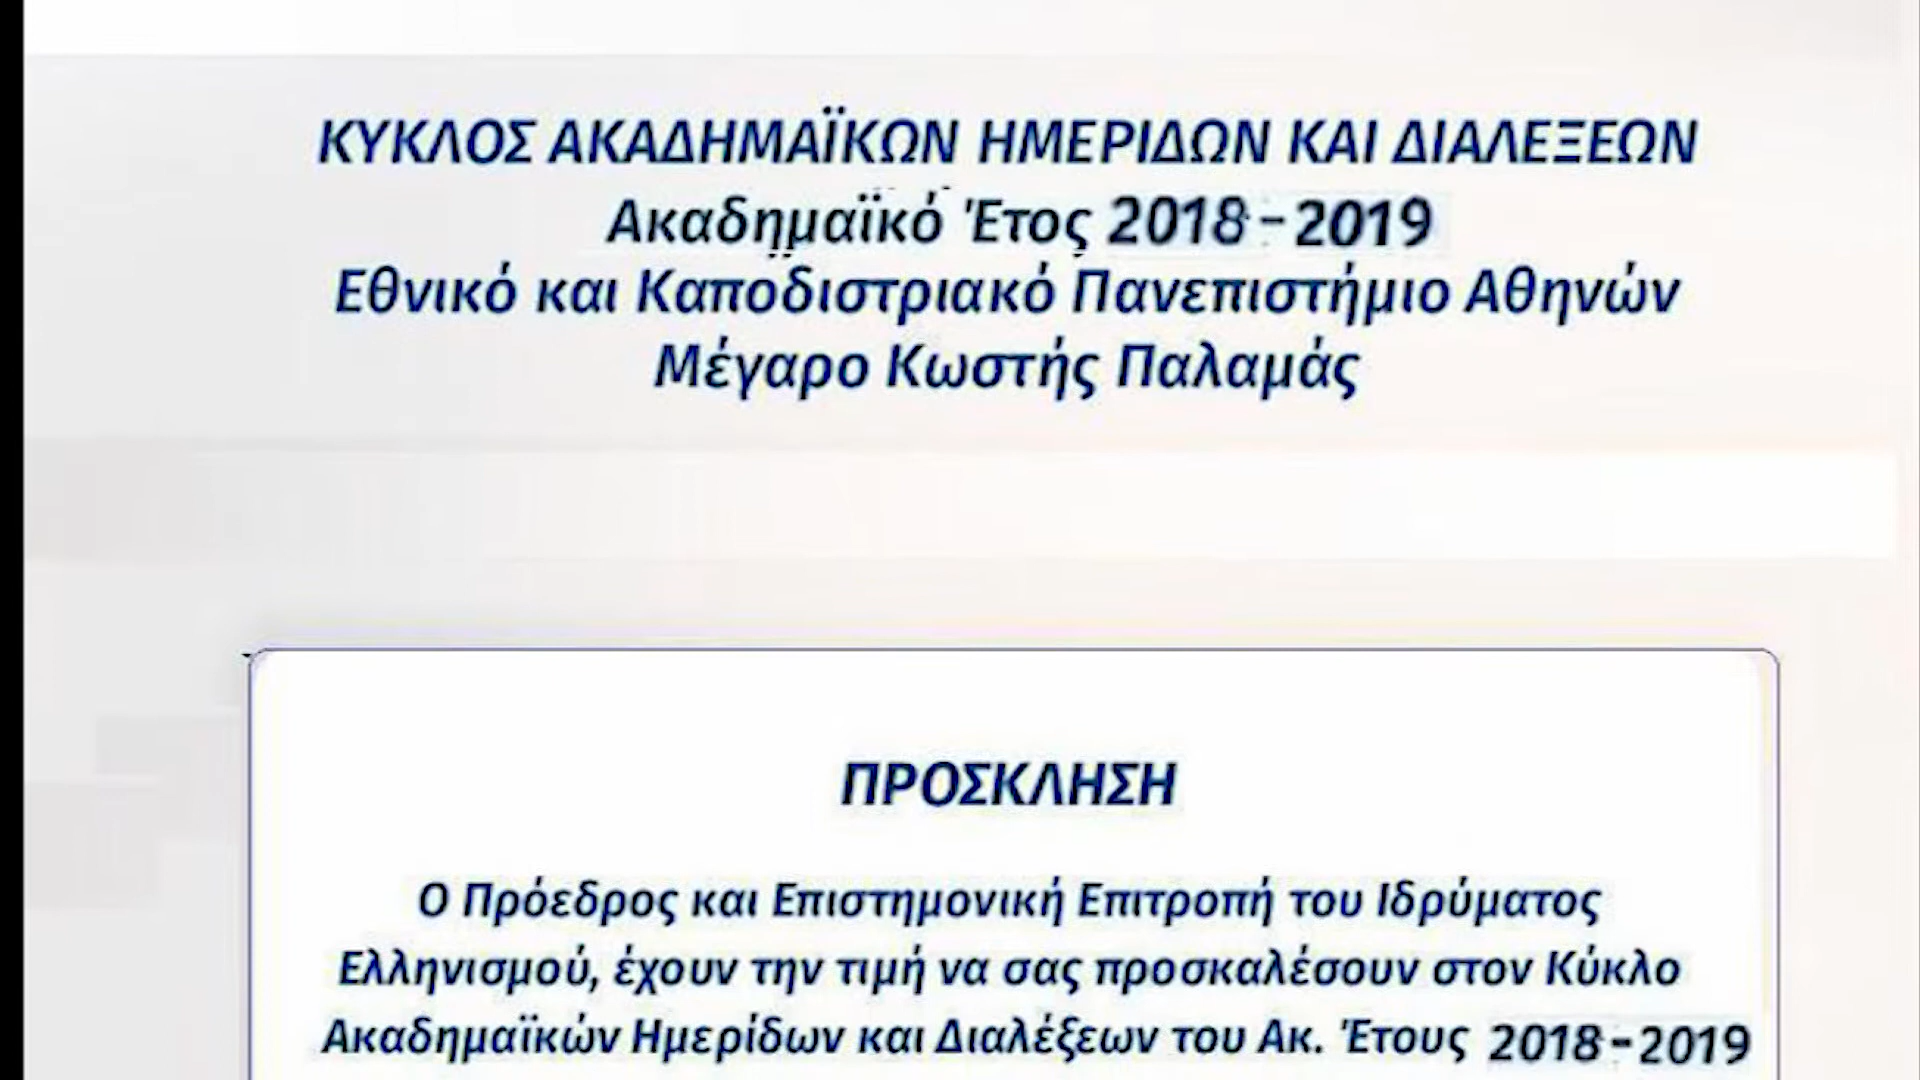 ΚΥΚΛΟΣ ΑΚΑΔΗΜΑΪΚΩΝ ΗΜΕΡΙΔΩΝ ΚΑΙ ΔΙΑΛΕΞΕΩΝ
Ακαδημαϊκό Έτος 2018-2019
Εθνικό και Καποδιστριακό Πανεπιστήμιο Αθηνών
Μέγαρο Κωστής Παλαμάς
ΠΡΟΣΚΛΗΣΗ
Ο Πρόεδρος και Επιστημονική Επιτροπή του Ιδρύματος
Ελληνισμού, έχουν την τιμή να σας προσκαλέσουν στον Κύκλο
Ακαδημαϊκών Ημερίδων και Διαλέξεων του Ακ. Έτους 2018-2019